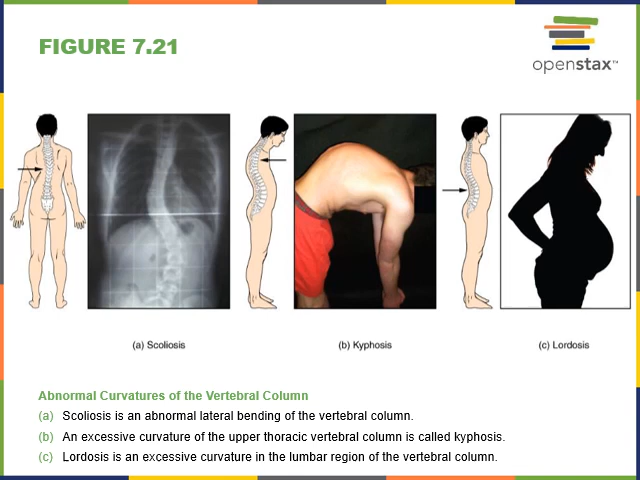 FIGURE 7.21
openstax™
(a) Scoliosis
(b) Kyphosis
(c) Lordosis
Abnormal Curvatures of the Vertebral Column
(a) Scoliosis is an abnormal lateral bending of the vertebral column.
(b) An excessive curvature of the upper thoracic vertebral column is called kyphosis.
(c) Lordosis is an excessive curvature in the lumbar region of the vertebral column.